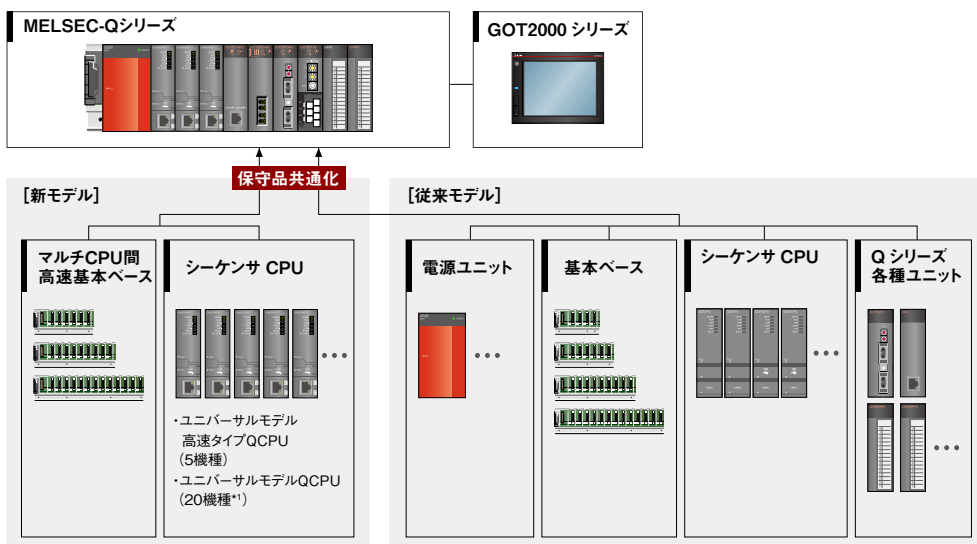 MELSEC-Qシリーズ
GOT2000 シリーズ
保守品共通化
[新モデル]
マルチCPU間
高速基本ベース
シーケンサ CPU
・ユニバーサルモデル
高速タイプQCPU
(5機種)
・ユニバーサルモデルQCPU
(20機種*1)
[従来モデル]
電源ユニット
基本ベース
シーケンサ CPU
Q シリーズ
各種ユニット